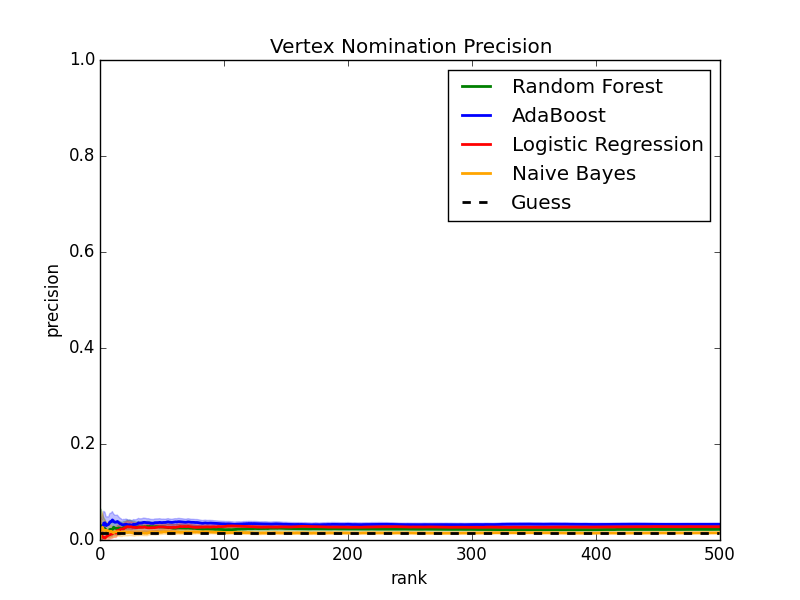 Vertex Nomination Precision
1.0
0.8
0.6
0.4
0.2
0.0
precision
Random Forest
AdaBoost
Logistic Regression
Naive Bayes
Guess
0 100 200 300 400 500
rank